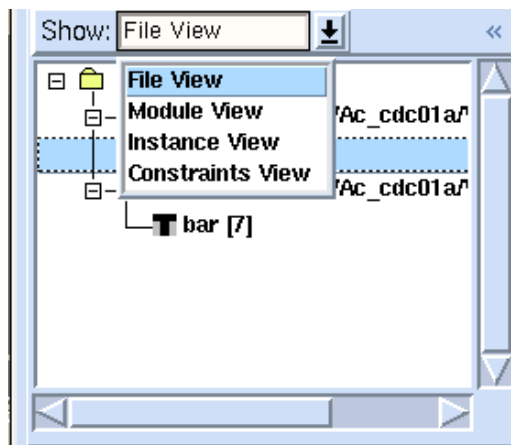 Show: File View
«
File View
Module View
/Ac_cdc01a/
Instance View
Constraints View
/Ac_cdc01a/
bar [7]